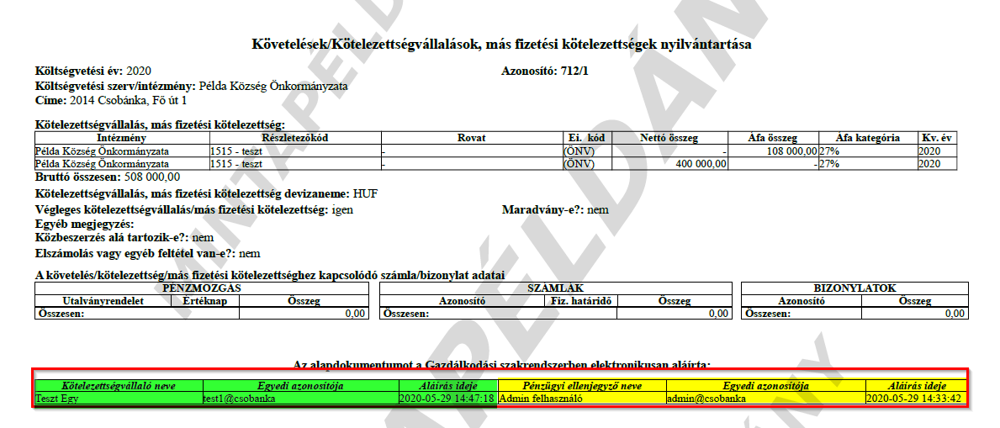 Követelések/Kötelezettségvállalások, más fizetési kötelezettségek nyilvántartása
Költségvetési év: 2020 Azonosító: 712/1
Költségvetési szerv/intézmény: Példa Község Önkormányzata
Címe: 2014 Csobánka, Fő út 1
Kötelezettségvállalás, más fizetési kötelezettség:
Intézmény Részletezőkód Rovat Ei. kód Nettó összeg Áfa összeg Áfa kategória Kv. év
Példa Község Önkormányzata 1515 - teszt - (ÖNV) - 108 000,00 27% 2020
Példa Község Önkormányzata 1515 - teszt - (ÖNV) 400 000,00 - 27% 2020
Bruttó összesen: 508 000,00
Kötelezettségvállalás, más fizetési kötelezettség devizaneme: HUF
Végleges kötelezettségvállalás/más fizetési kötelezettség: igen Maradvány-e?: nem
Egyéb megjegyzés:
Közbeszerzés alá tartozik-e?: nem
Elszámolás vagy egyéb feltétel van-e?: nem
A követelés/kötelezettség/más fizetési kötelezettséghez kapcsolódó számla/bizonylat adatai
PÉNZMOZGÁS SZÁMLÁK BIZONYLATOK
Utalványrendelet Értéknap Összeg Azonosító Fiz. határidő Összeg Azonosító Összeg
Összesen: 0,00 Összesen: 0,00 Összesen: 0,00
Az alapdokumentumot a Gazdálkodási szakrendszerben elektronikusan aláírta:
Kötelezettségvállaló neve Egyedi azonosítója Aláírás ideje Pénzügyi ellenjegyző neve Egyedi azonosítója Aláírás ideje
Teszt Egy test1@csobanka 2020-05-29 14:47:18 Admin felhasználó admin@csobanka 2020-05-29 14:33:42
MINTAPÉLDÁNY